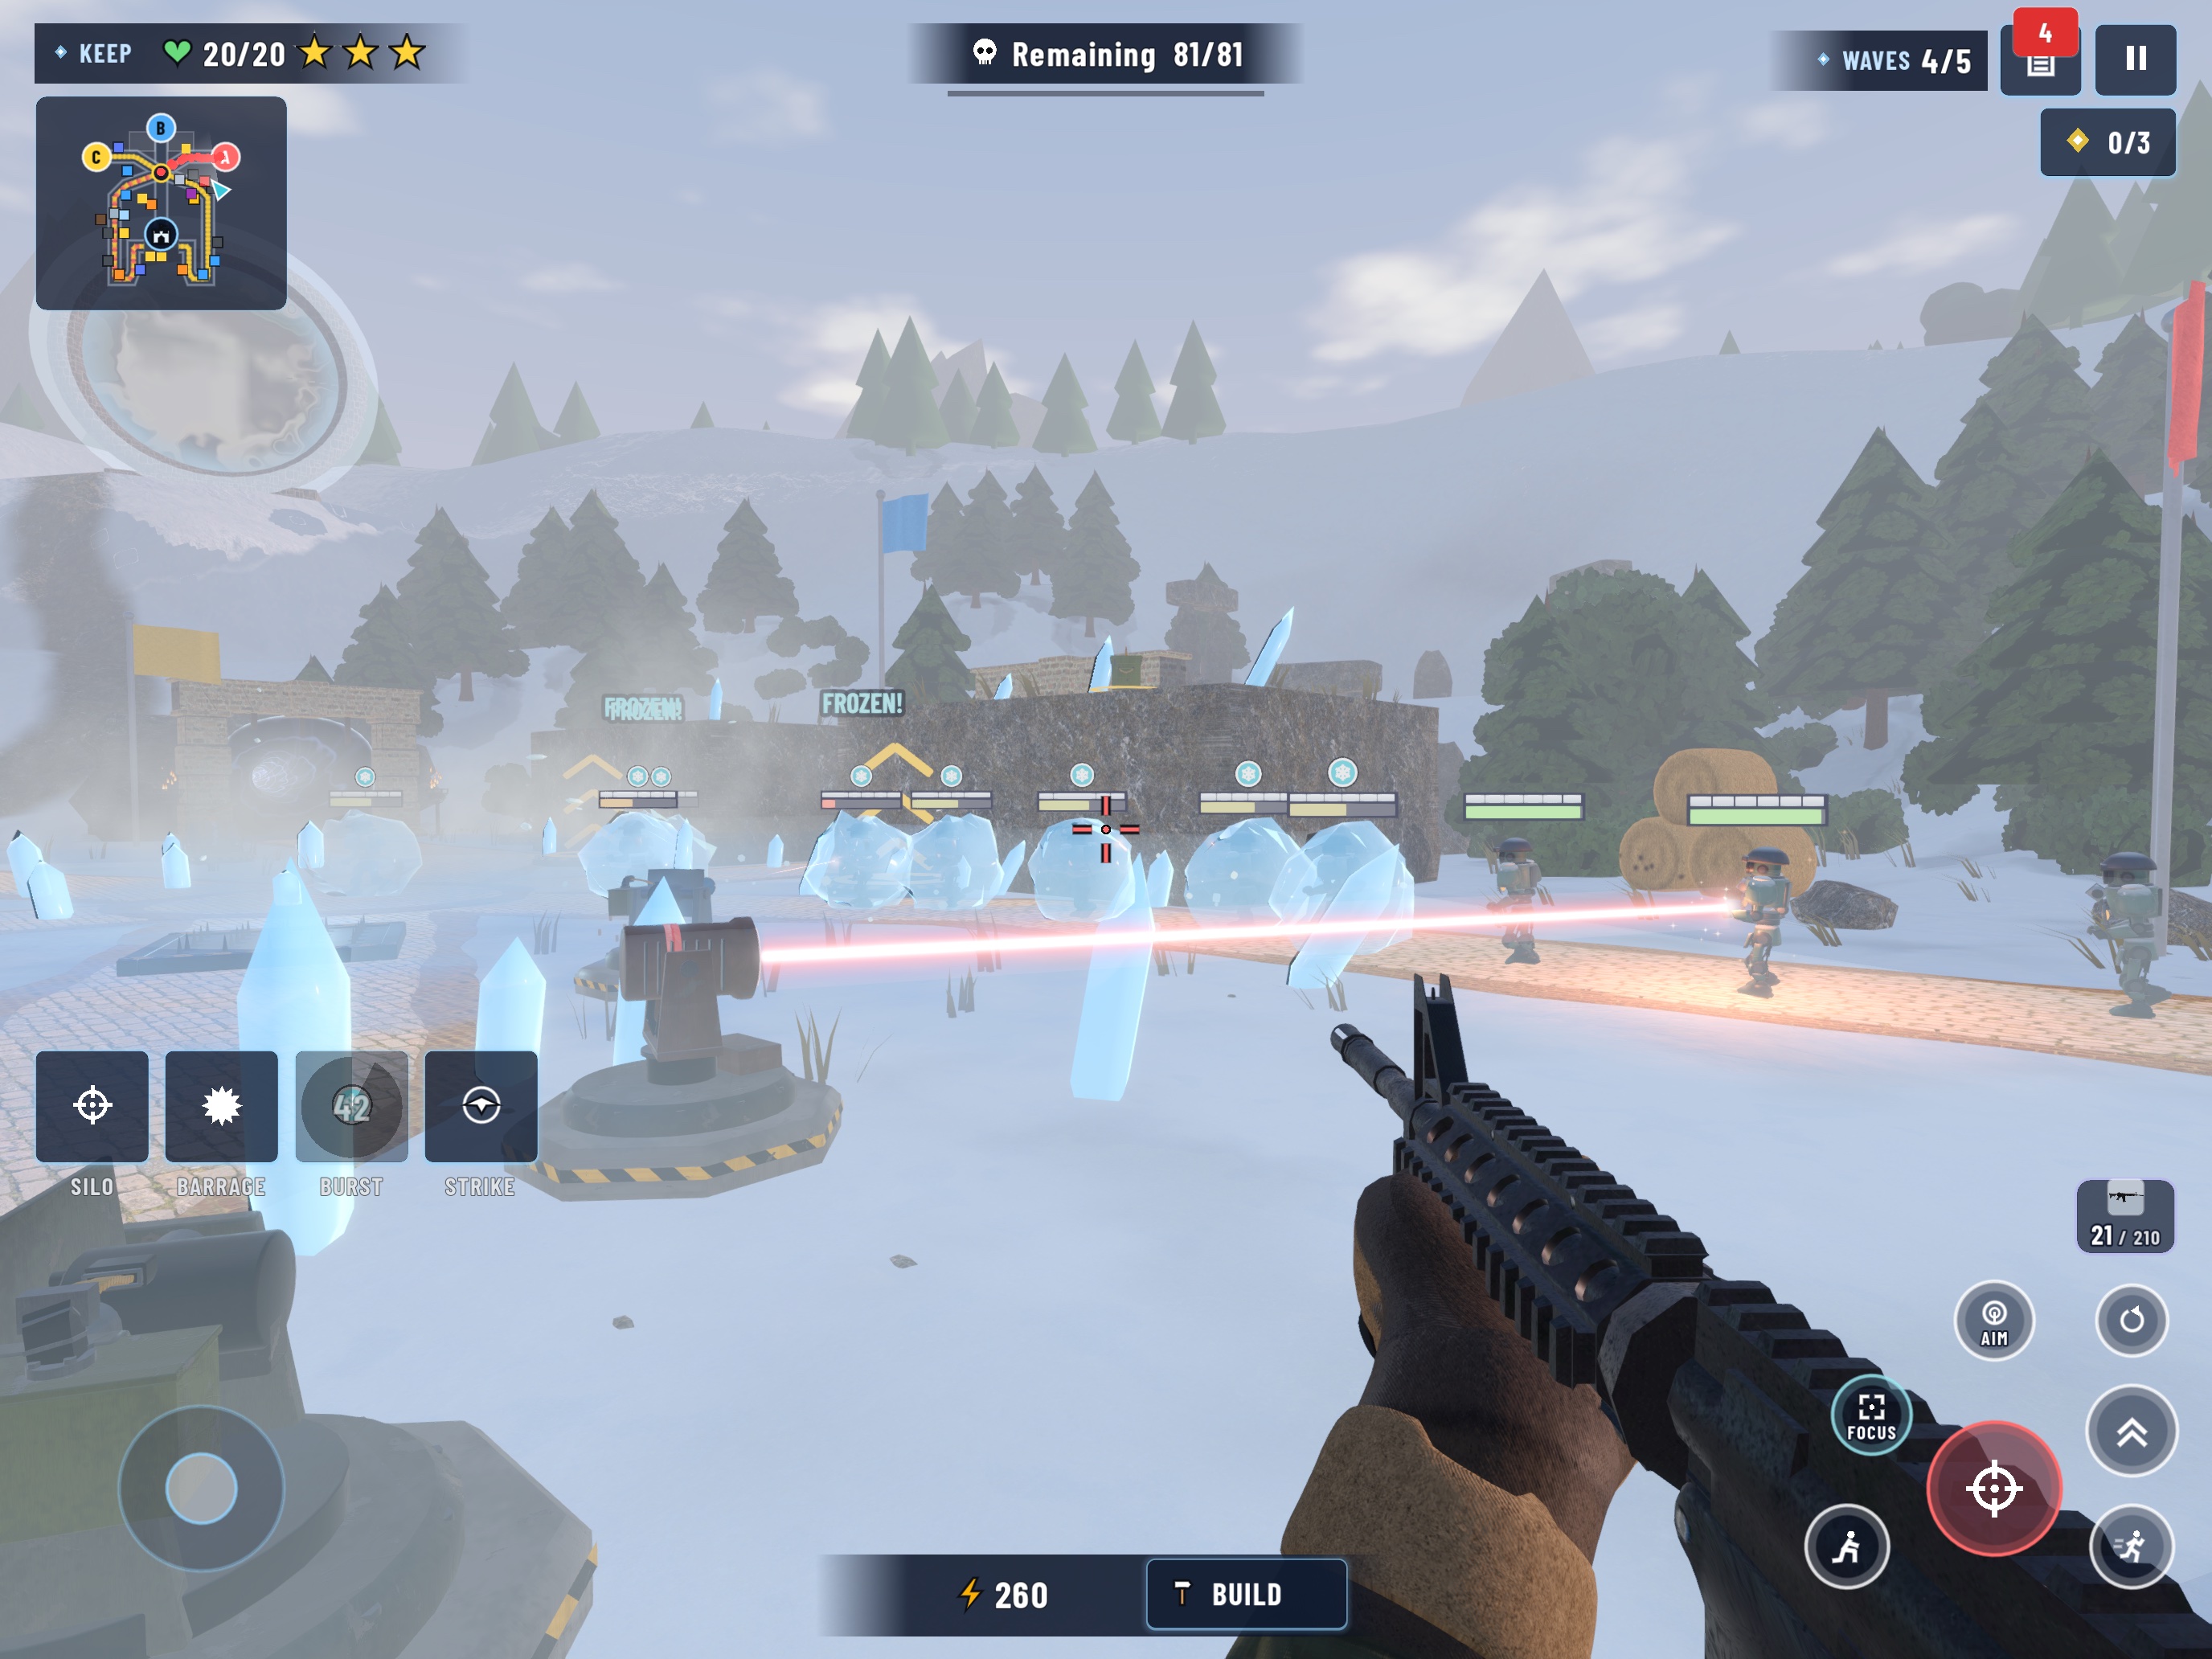 KEEP 20/20
Remaining 81/81
WAVES 4/5
4
0/3
B
C
FROZEN!
FROZEN!
42
SILO
BARRAGE
BURST
STRIKE
21 / 210
AIM
FOCUS
260
BUILD